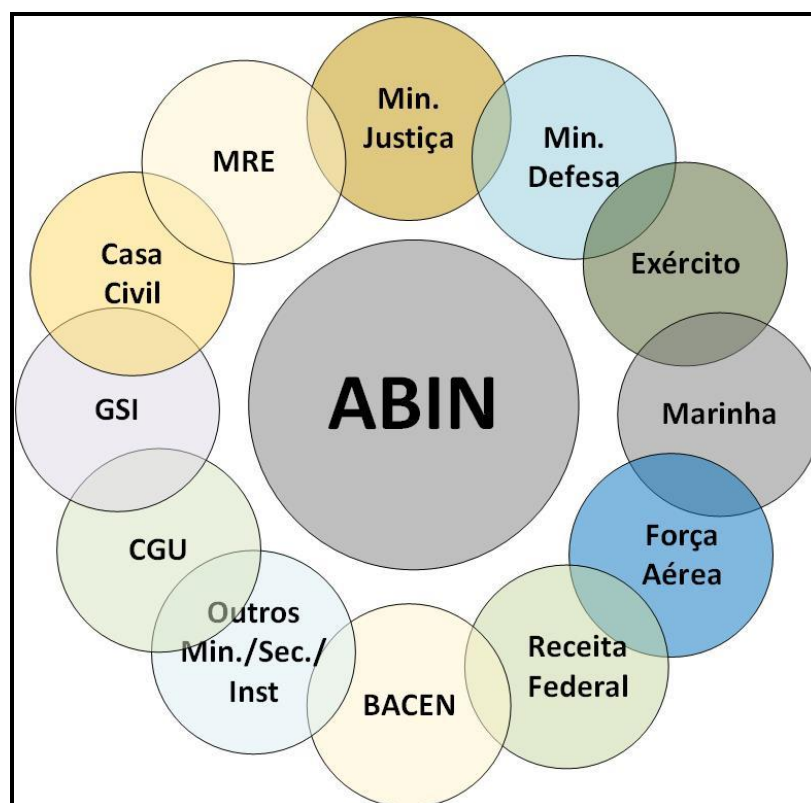 Min.
Justiça
Min.
Defesa
MRE
Exército
Casa
Civil
ABIN
GSI
Marinha
CGU
Força
Aérea
Outros
Min./Sec./
Inst
Receita
Federal
BACEN